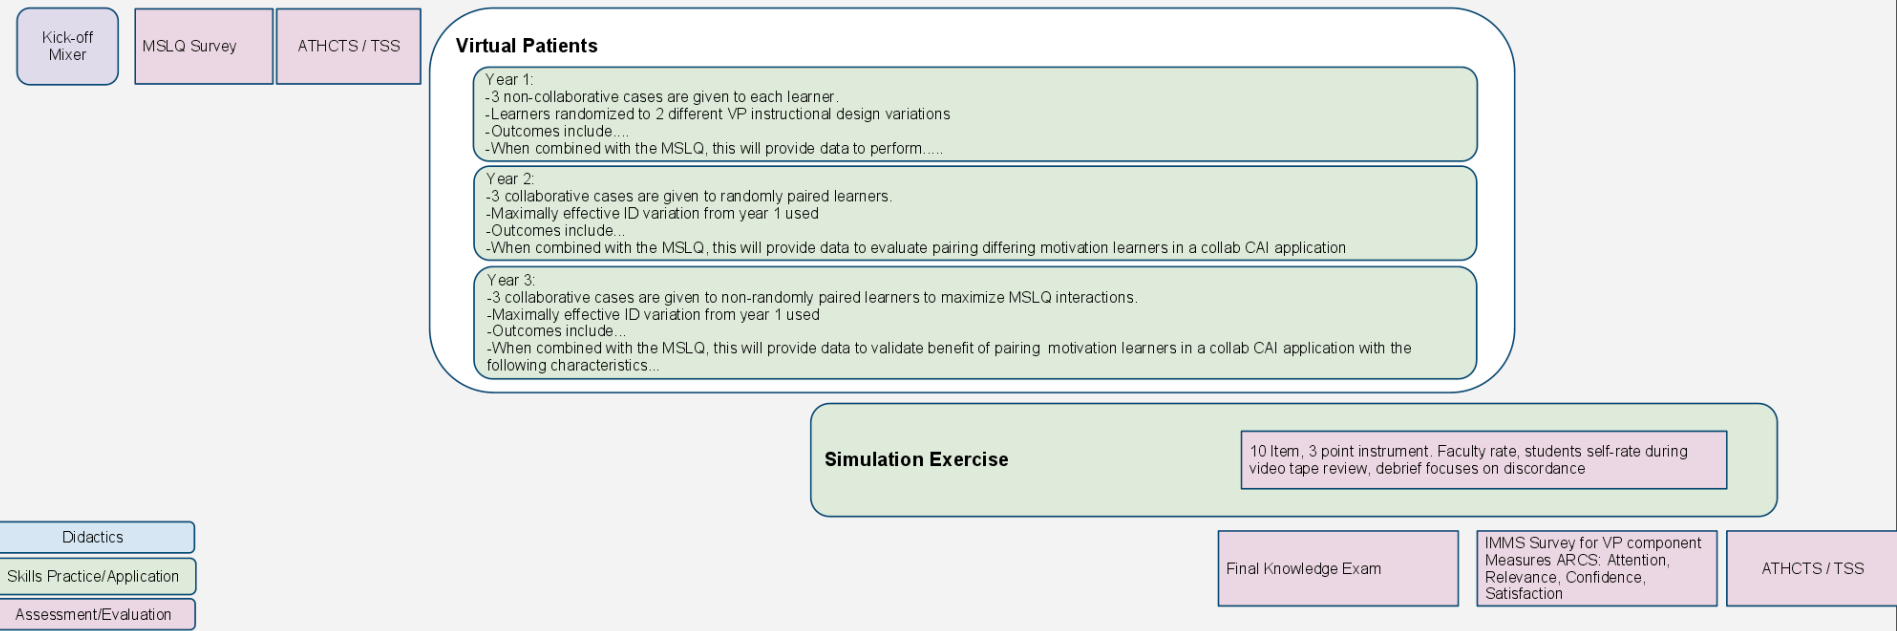 Kick-off
Mixer
MSLQ Survey
ATHCTS / TSS
Virtual Patients
Year 1:
-3 non-collaborative cases are given to each learner.
-Learners randomized to 2 different VP instructional design variations
-Outcomes include....
-When combined with the MSLQ, this will provide data to perform.....
Year 2:
-3 collaborative cases are given to randomly paired learners.
-Maximally effective ID variation from year 1 used
-Outcomes include...
-When combined with the MSLQ, this will provide data to evaluate pairing differing motivation learners in a collab CAI application
Year 3:
-3 collaborative cases are given to non-randomly paired learners to maximize MSLQ interactions.
-Maximally effective ID variation from year 1 used
-Outcomes include...
-When combined with the MSLQ, this will provide data to validate benefit of pairing  motivation learners in a collab CAI application with the
following characteristics...
Simulation Exercise
10 Item, 3 point instrument. Faculty rate, students self-rate during
video tape review, debrief focuses on discordance
Didactics
Skills Practice/Application
Assessment/Evaluation
Final Knowledge Exam
IMMS Survey for VP component
Measures ARCS: Attention,
Relevance, Confidence,
Satisfaction
ATHCTS / TSS